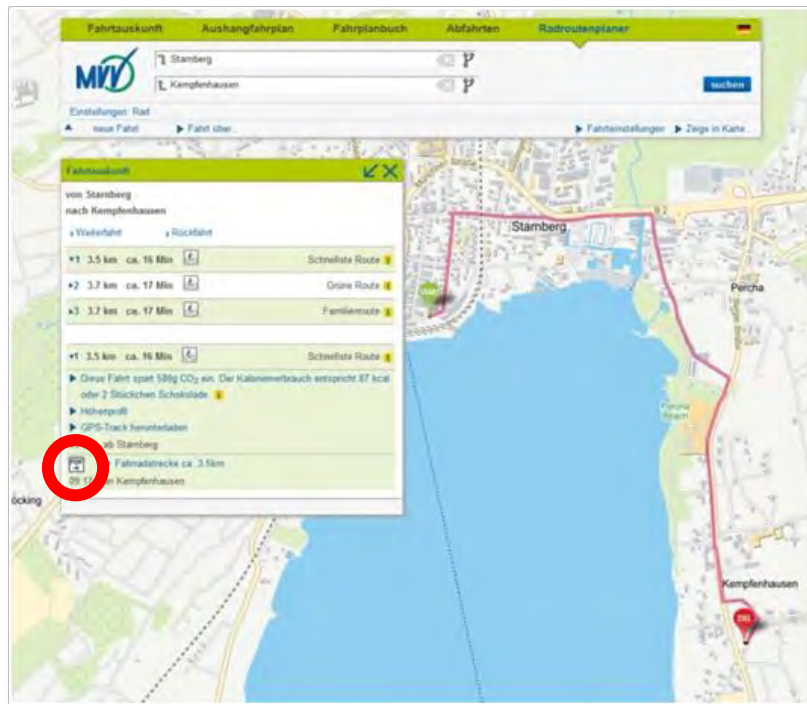 Fahrtauskunft Aushangfahrplan Fahrplanbuch Abfahrten Radroutenplaner
MVV
Starnberg
Kempfenhausen
suchen
Einstellungen: Rad
neue Fahrt Fahrt über... Fahrteinstellungen Zeige in Karte...
Fahrtauskunft
von Starnberg
nach Kempfenhausen
Weiterfahrt Rückfahrt
1 3.5 km ca. 16 Min Schnellste Route i
2 3.7 km ca. 17 Min Grüne Route i
3 3.7 km ca. 17 Min Familienroute i
1 3.5 km ca. 16 Min Schnellste Route i
Diese Fahrt spart 588g CO₂ ein. Der Kalorienverbrauch entspricht 87 kcal
oder 2 Stückchen Schokolade. i
Höhenprofil
GPS-Track herunterladen
ab Starnberg
Fahrradstrecke ca. 3.5km
Kempfenhausen
Starnberg
B 2
Percha
öcking
Kempfenhausen
ZIEL